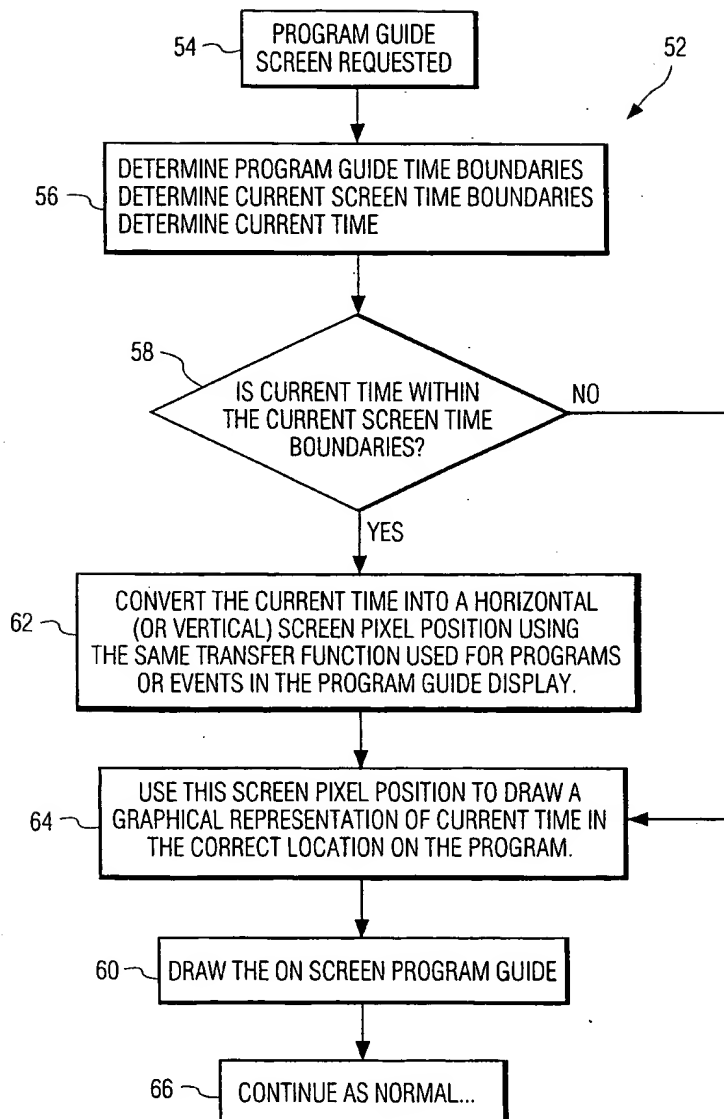 54
PROGRAM GUIDE
SCREEN REQUESTED
52
56
DETERMINE PROGRAM GUIDE TIME BOUNDARIES
DETERMINE CURRENT SCREEN TIME BOUNDARIES
DETERMINE CURRENT TIME
58
IS CURRENT TIME WITHIN
THE CURRENT SCREEN TIME
BOUNDARIES?
NO
YES
62
CONVERT THE CURRENT TIME INTO A HORIZONTAL
(OR VERTICAL) SCREEN PIXEL POSITION USING
THE SAME TRANSFER FUNCTION USED FOR PROGRAMS
OR EVENTS IN THE PROGRAM GUIDE DISPLAY.
64
USE THIS SCREEN PIXEL POSITION TO DRAW A
GRAPHICAL REPRESENTATION OF CURRENT TIME IN
THE CORRECT LOCATION ON THE PROGRAM.
60
DRAW THE ON SCREEN PROGRAM GUIDE
66
CONTINUE AS NORMAL...